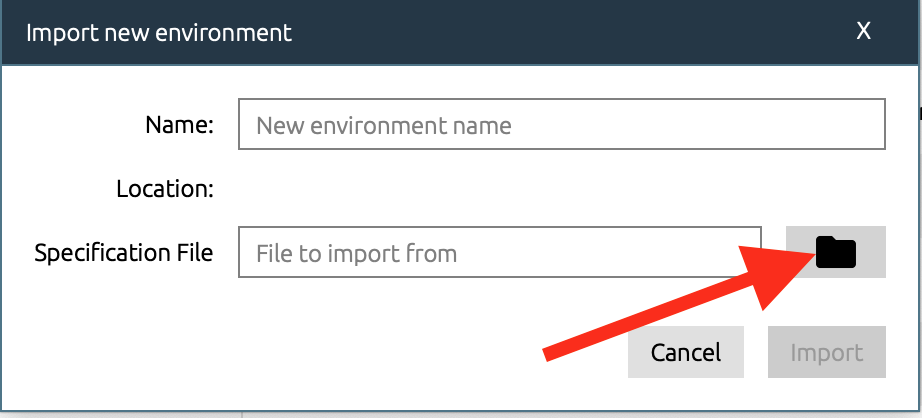 Import new environment X
Name: New environment name
Location:
Specification File File to import from
Cancel Import